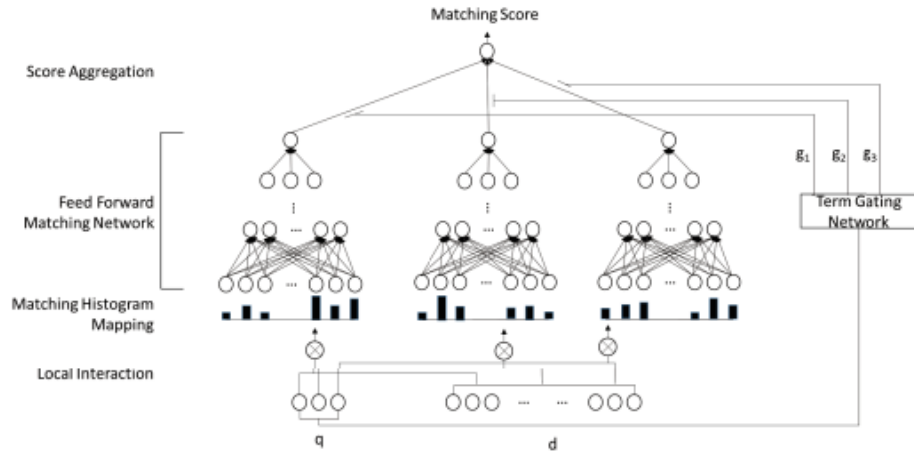 Matching Score
Score Aggregation
g₁ g₂ g₃
Feed Forward
Matching Network
Term Gating
Network
...
Matching Histogram
Mapping
Local Interaction
q
d